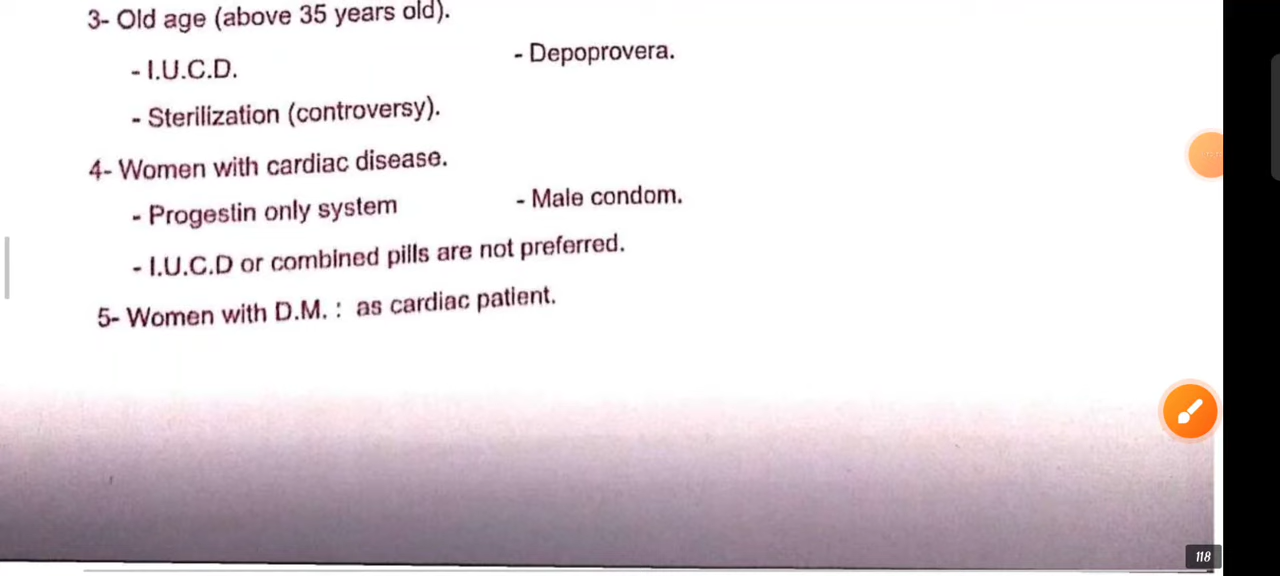 3- Old age (above 35 years old).
- I.U.C.D. - Depoprovera.
- Sterilization (controversy).
4- Women with cardiac disease.
- Progestin only system - Male condom.
- I.U.C.D or combined pills are not preferred.
5- Women with D.M. : as cardiac patient.
118